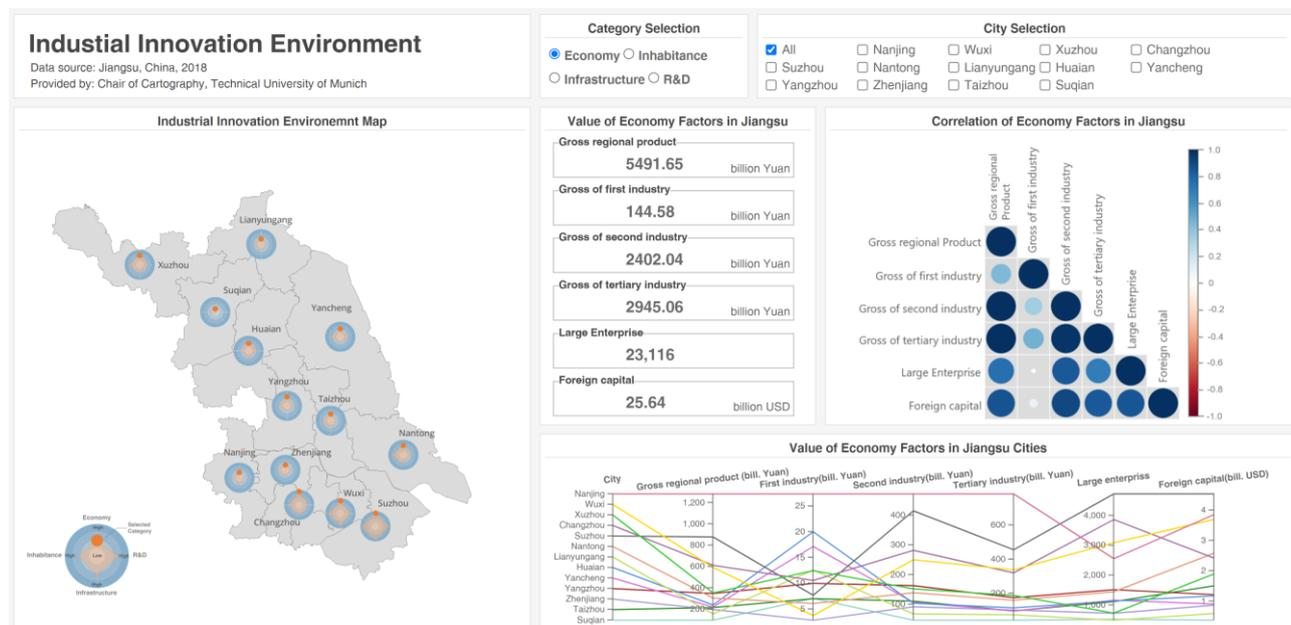 Industial Innovation Environment
Data source: Jiangsu, China, 2018
Provided by: Chair of Cartography, Technical University of Munich
Category Selection
Economy Inhabitance
Infrastructure R&D
City Selection
All Nanjing Wuxi Xuzhou Changzhou
Suzhou Nantong Lianyungang Huaian Yancheng
Yangzhou Zhenjiang Taizhou Suqian
Industrial Innovation Environemnt Map
Lianyungang
Xuzhou
Suqian
Yancheng
Huaian
Yangzhou
Taizhou
Nantong
Nanjing
Zhenjiang
Wuxi
Suzhou
Changzhou
Economy
High
Selected
Category
Inhabitance High Low High R&D
High
Infrastructure
Value of Economy Factors in Jiangsu
Gross regional product
5491.65 billion Yuan
Gross of first industry
144.58 billion Yuan
Gross of second industry
2402.04 billion Yuan
Gross of tertiary industry
2945.06 billion Yuan
Large Enterprise
23,116
Foreign capital
25.64 billion USD
Correlation of Economy Factors in Jiangsu
Gross regional
Product
Gross of first industry
Gross of second industry
Gross of tertiary industry
Large Enterprise
Foreign capital
Gross regional Product
Gross of first industry
Gross of second industry
Gross of tertiary industry
Large Enterprise
Foreign capital
1.0
0.8
0.6
0.4
0.2
0
-0.2
-0.4
-0.6
-0.8
-1.0
Value of Economy Factors in Jiangsu Cities
City
Gross regional product (bill. Yuan)
First industry(bill. Yuan)
Second industry(bill. Yuan)
Tertiary industry(bill. Yuan)
Large enterpriss
Foreign capital(bill. USD)
Nanjing
Wuxi
Xuzhou
Changzhou
Suzhou
Nantong
Lianyungang
Huaian
Yancheng
Yangzhou
Zhenjiang
Taizhou
Suqian
1,200
1,000
800
600
400
200
25
20
15
10
5
400
300
200
100
600
400
200
4,000
3,000
2,000
1,000
4
3
2
1